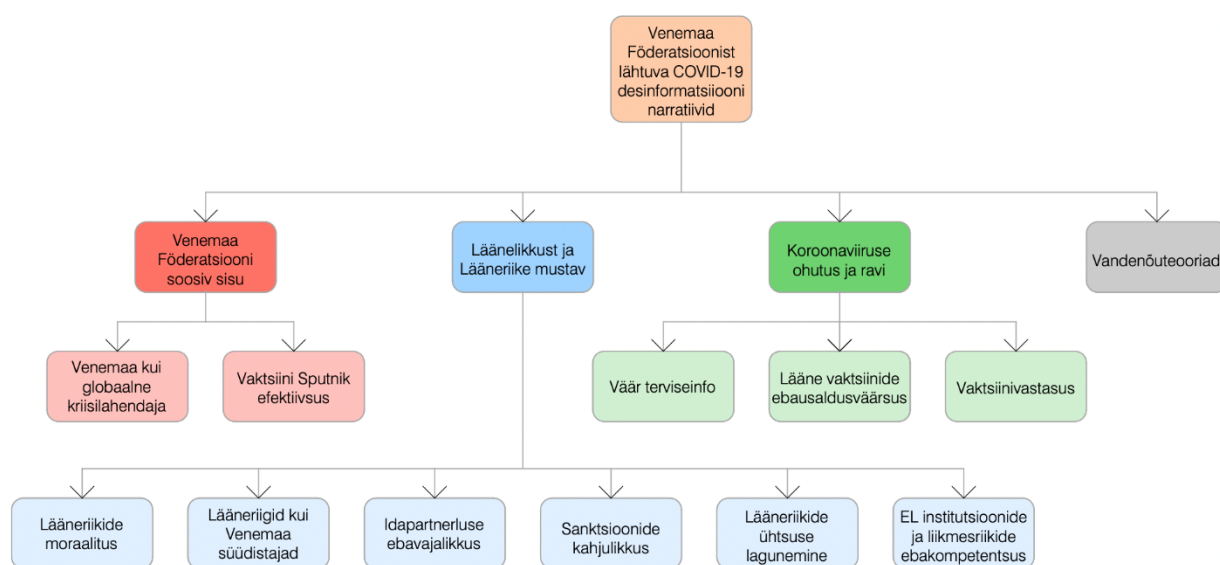 Venemaa
Föderatsioonist
lähtuva COVID-19
desinformatsiiooni
narratiivid
Venemaa
Föderatsiooni
soosiv sisu
Läänelikkust ja
Lääneriike mustav
Koroonaviiruse
ohutus ja ravi
Vandenõuteooriad
Venemaa kui
globaalne
kriisilahendaja
Vaktsiini Sputnik
efektiivsus
Väär terviseinfo
Lääne vaktsiinide
ebausaldusväärsus
Vaktsiinivastasus
Lääneriikide
moraalitus
Lääneriigid kui
Venemaa
süüdistajad
Idapartnerluse
ebavajalikkus
Sanktsioonide
kahjulikkus
Lääneriikide
ühtsuse
lagunemine
EL institutsioonide
ja liikmesriikide
ebakompetentsus